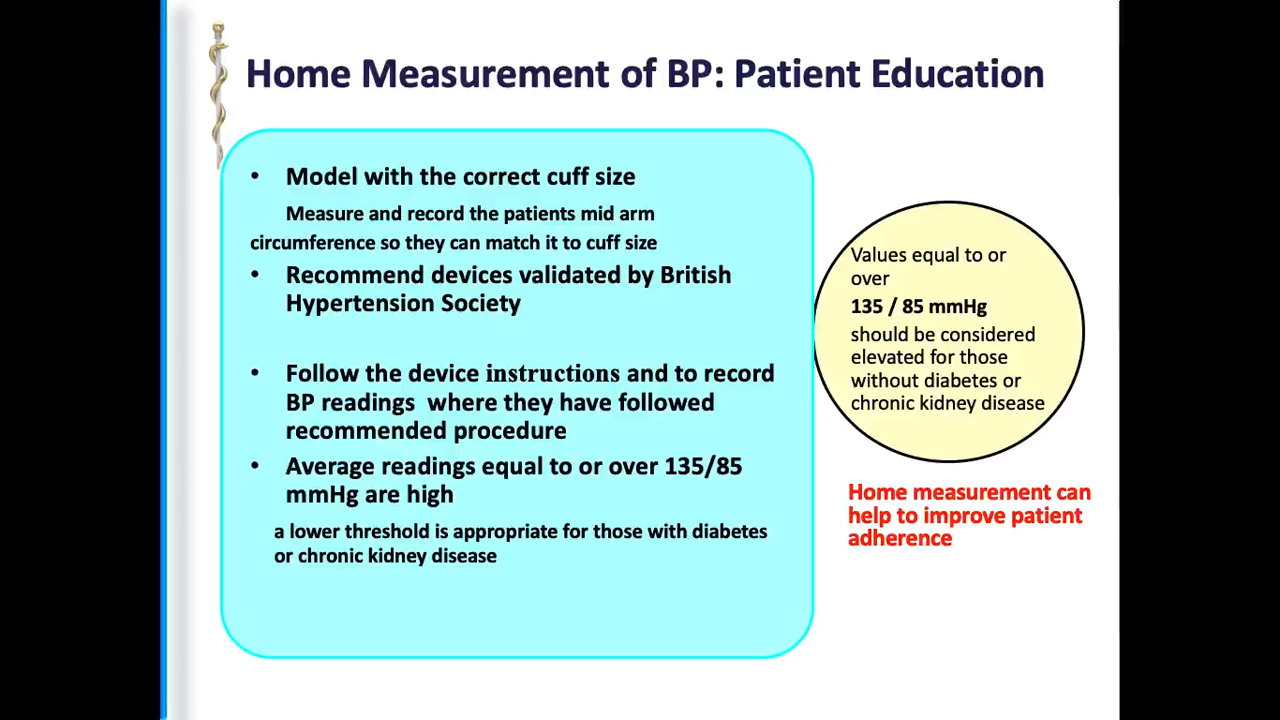 Home Measurement of BP: Patient Education
• Model with the correct cuff size
Measure and record the patients mid arm
circumference so they can match it to cuff size
• Recommend devices validated by British
Hypertension Society
• Follow the device instructions and to record
BP readings where they have followed
recommended procedure
• Average readings equal to or over 135/85
mmHg are high
a lower threshold is appropriate for those with diabetes
or chronic kidney disease
Values equal to or
over
135 / 85 mmHg
should be considered
elevated for those
without diabetes or
chronic kidney disease
Home measurement can
help to improve patient
adherence